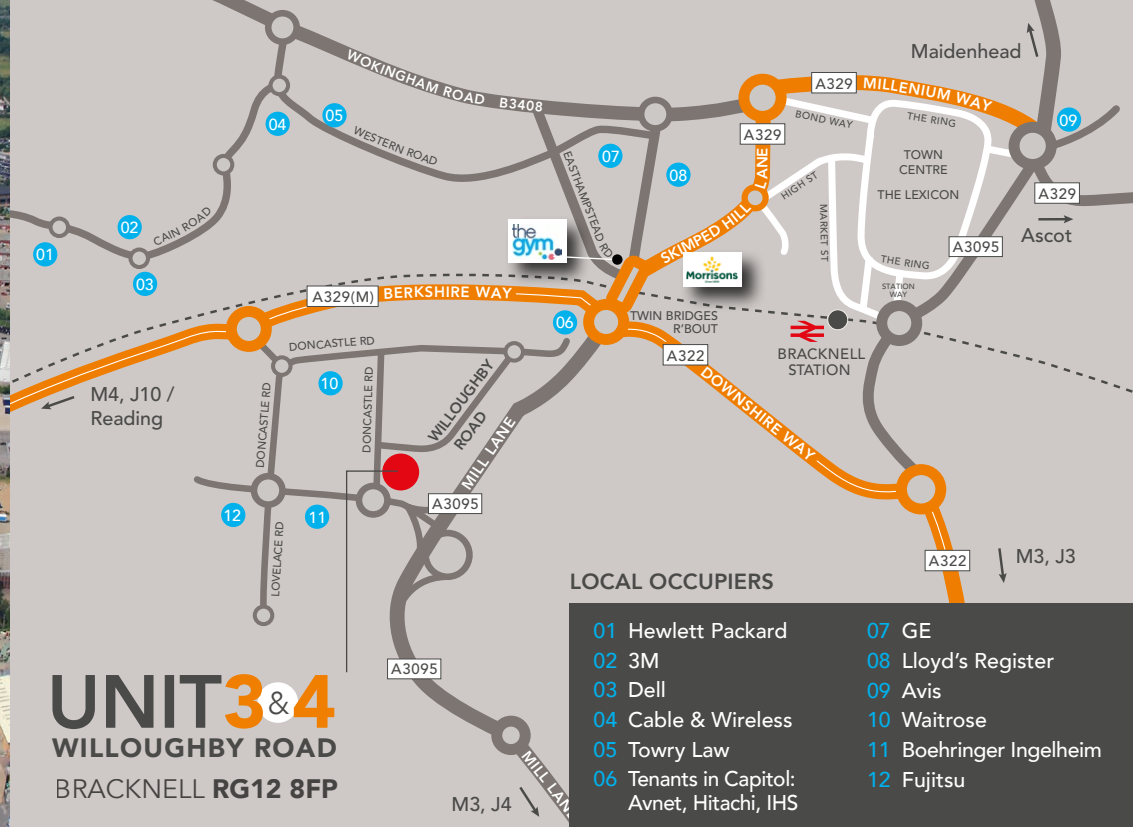 Maidenhead
WOKINGHAM ROAD B3408
A329
MILLENIUM WAY
BOND WAY
THE RING
09
05
04
WESTERN ROAD
07
08
EASTHAMPSTEAD RD
A329
LANE
HIGH ST
TOWN
CENTRE
THE LEXICON
MARKET ST
A329
Ascot
A3095
02
CAIN ROAD
01
03
the
gym
SKIMPED HILL
Morrisons
THE RING
STATION
WAY
A329(M)
BERKSHIRE WAY
06
TWIN BRIDGES
R'BOUT
BRACKNELL
STATION
A322
DOWNSHIRE WAY
DONCASTLE RD
10
M4, J10 /
Reading
DONCASTLE RD
DONCASTLE RD
WILLOUGHBY
ROAD
MILL LANE
A3095
12
11
LOVELACE RD
A322
M3, J3
A3095
MILL LAN
M3, J4
UNIT 3 & 4
WILLOUGHBY ROAD
BRACKNELL RG12 8FP
LOCAL OCCUPIERS
01 Hewlett Packard
02 3M
03 Dell
04 Cable & Wireless
05 Towry Law
06 Tenants in Capitol:
Avnet, Hitachi, IHS
07 GE
08 Lloyd's Register
09 Avis
10 Waitrose
11 Boehringer Ingelheim
12 Fujitsu